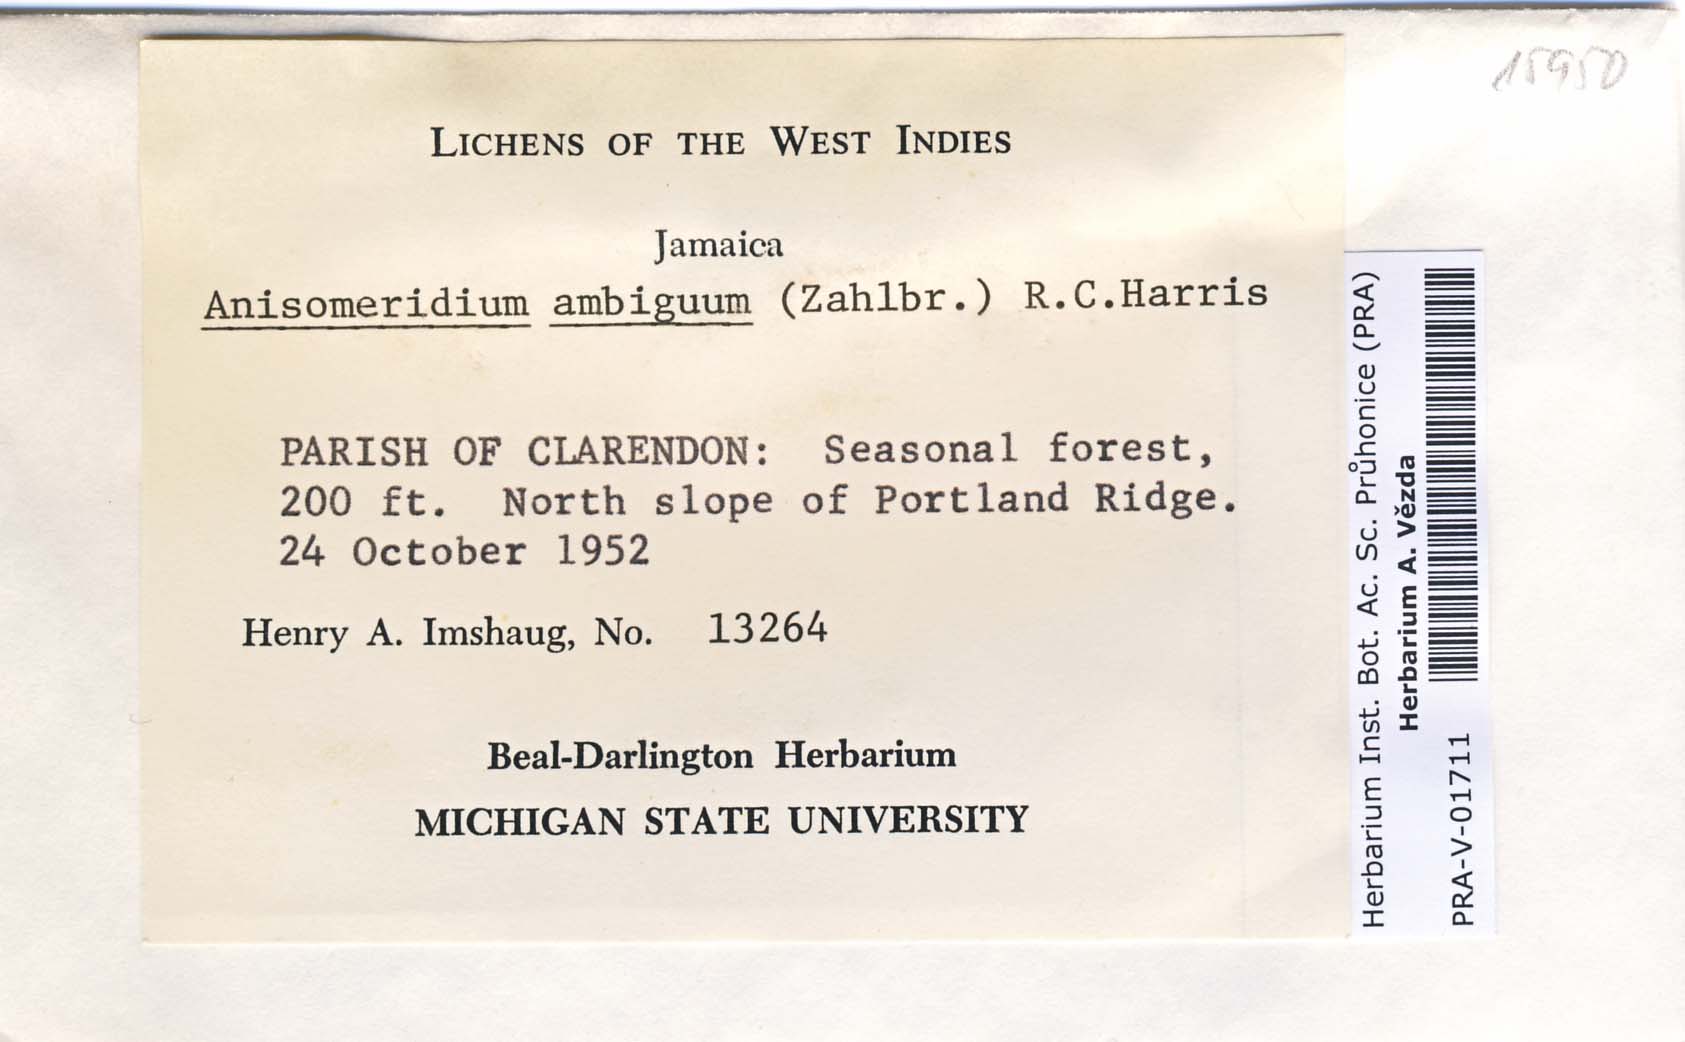 15950
LICHENS OF THE WEST INDIES
Jamaica
Anisomeridium ambiguum (Zahlbr.) R.C.Harris
PARISH OF CLARENDON: Seasonal forest,
200 ft. North slope of Portland Ridge.
24 October 1952
Henry A. Imshaug, No. 13264
Beal-Darlington Herbarium
MICHIGAN STATE UNIVERSITY
Herbarium Inst. Bot. Ac. Sc. Průhonice (PRA)
Herbarium A. Vězda
PRA-V-01711